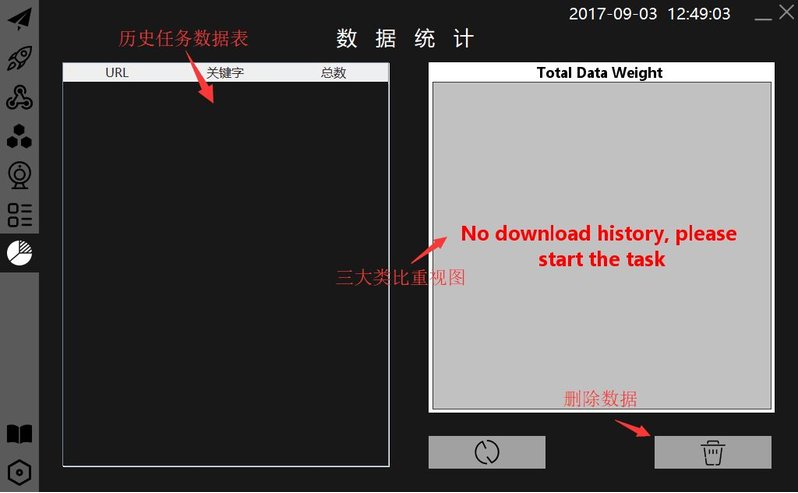 2017-09-03 12:49:03
历史任务数据表
数据统计
URL 关键字 总数
Total Data Weight
No download history, please
start the task
三大类比重视图
删除数据